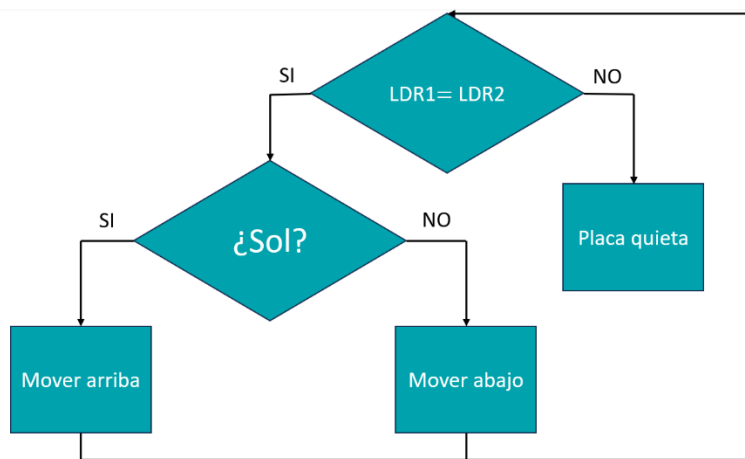 SI
LDR1= LDR2
NO
SI
¿Sol?
NO
Placa quieta
Mover arriba
Mover abajo